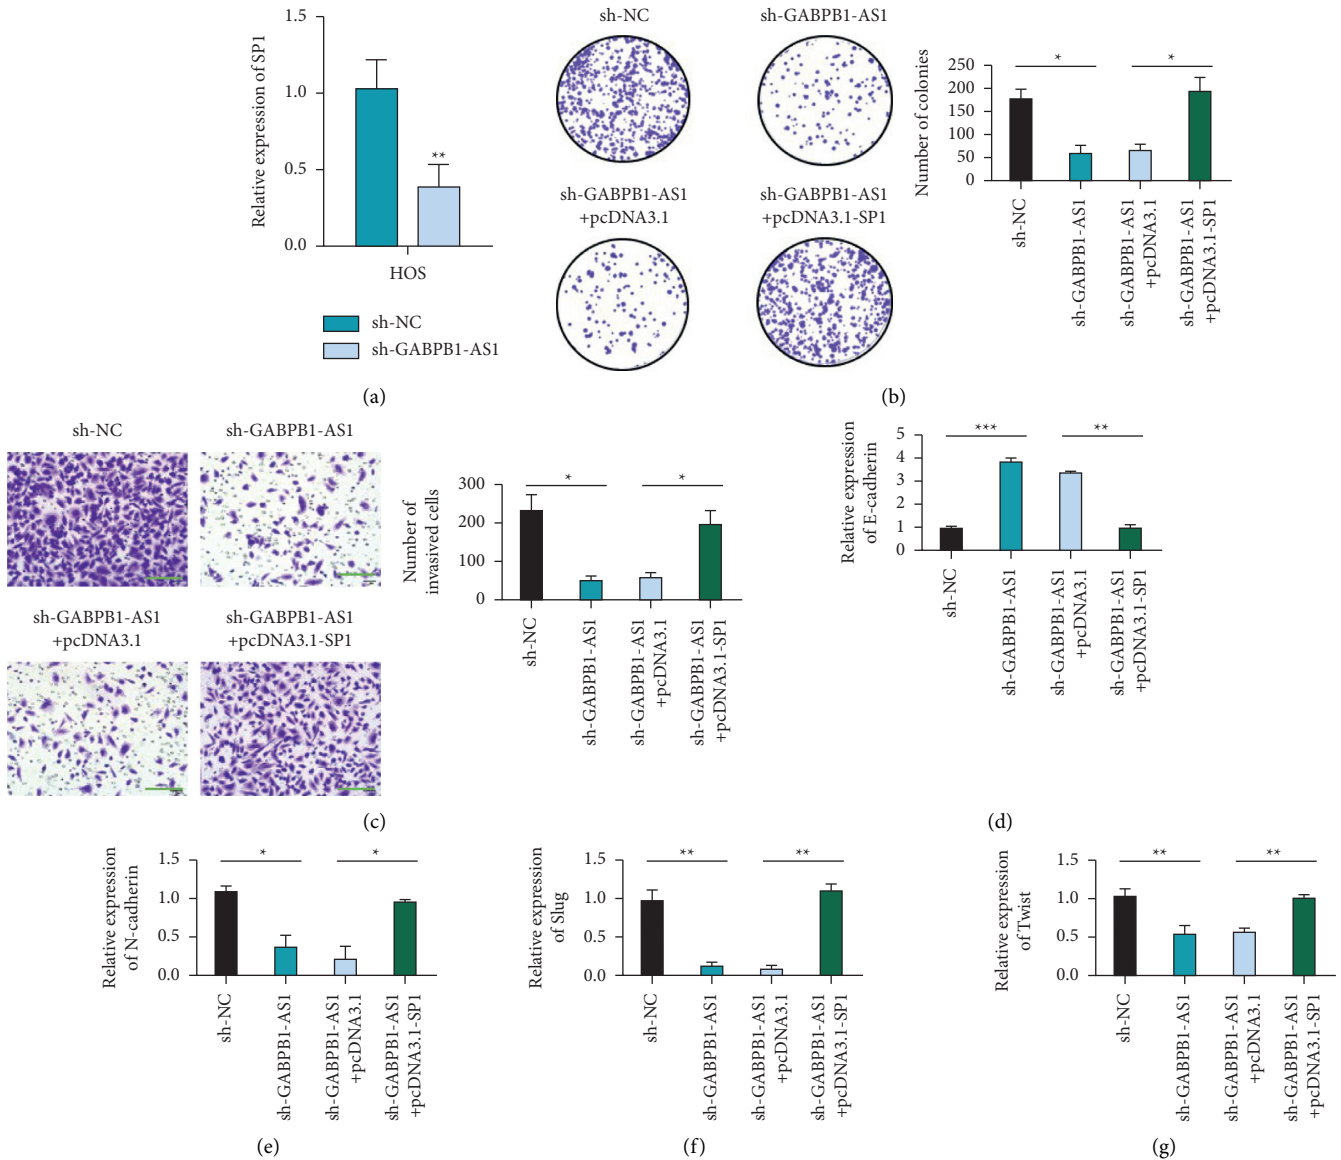 1.5
1.0
0.5
0.0
Relative expression of SP1
**
HOS
sh-NC
sh-GABPB1-AS1
(a)
sh-NC
sh-GABPB1-AS1
sh-GABPB1-AS1
+pcDNA3.1
sh-GABPB1-AS1
+pcDNA3.1-SP1
Number of colonies
250
200
150
100
50
0
*
*
sh-NC
sh-GABPB1-AS1
sh-GABPB1-AS1
+pcDNA3.1
sh-GABPB1-AS1
+pcDNA3.1-SP1
(b)
sh-NC
sh-GABPB1-AS1
sh-GABPB1-AS1
+pcDNA3.1
sh-GABPB1-AS1
+pcDNA3.1-SP1
Number of
invasived cells
300
200
100
0
*
*
sh-NC
sh-GABPB1-AS1
sh-GABPB1-AS1
+pcDNA3.1
sh-GABPB1-AS1
+pcDNA3.1-SP1
(c)
Relative expression
of E-cadherin
5
4
3
2
1
0
***
**
sh-NC
sh-GABPB1-AS1
sh-GABPB1-AS1
+pcDNA3.1
sh-GABPB1-AS1
+pcDNA3.1-SP1
(d)
Relative expression
of N-cadherin
1.5
1.0
0.5
0.0
*
*
sh-NC
sh-GABPB1-AS1
sh-GABPB1-AS1
+pcDNA3.1
sh-GABPB1-AS1
+pcDNA3.1-SP1
(e)
Relative expression
of Slug
1.5
1.0
0.5
0.0
**
**
sh-NC
sh-GABPB1-AS1
sh-GABPB1-AS1
+pcDNA3.1
sh-GABPB1-AS1
+pcDNA3.1-SP1
(f)
Relative expression
of Twist
1.5
1.0
0.5
0.0
**
**
sh-NC
sh-GABPB1-AS1
sh-GABPB1-AS1
+pcDNA3.1
sh-GABPB1-AS1
+pcDNA3.1-SP1
(g)